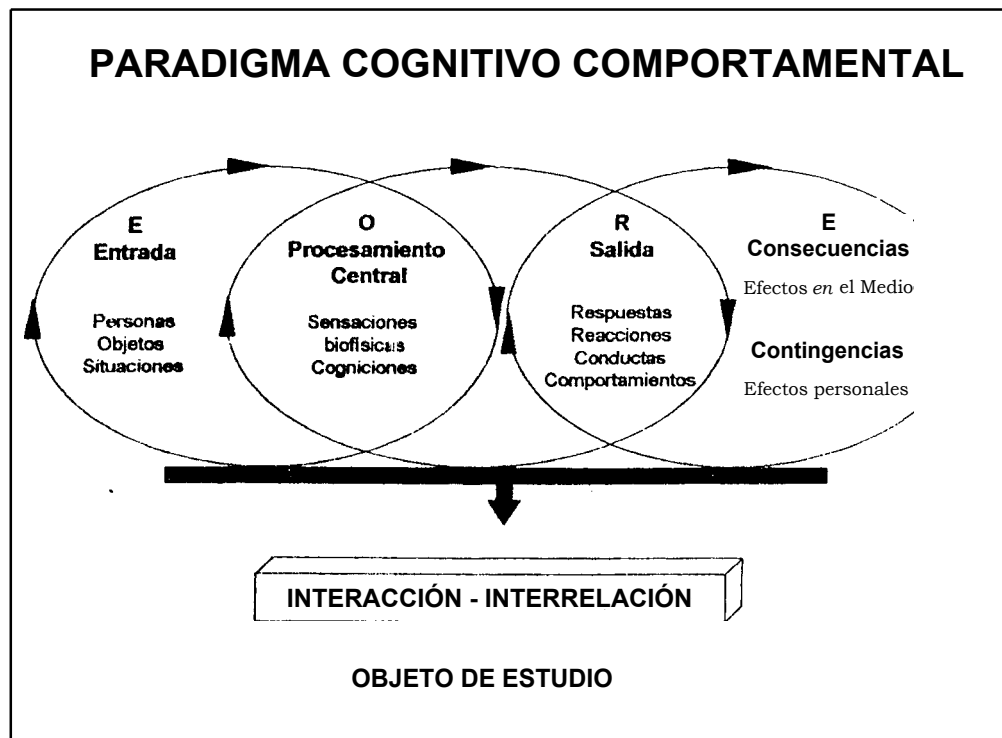 PARADIGMA COGNITIVO COMPORTAMENTAL
E
Entrada
Personas
Objetos
Situaciones
O
Procesamiento
Central
Sensaciones
biofísicas
Cogniciones
R
Salida
Respuestas
Reacciones
Conductas
Comportamientos
E
Consecuencias
Efectos en el Medio
Contingencias
Efectos personales
INTERACCIÓN - INTERRELACIÓN
OBJETO DE ESTUDIO